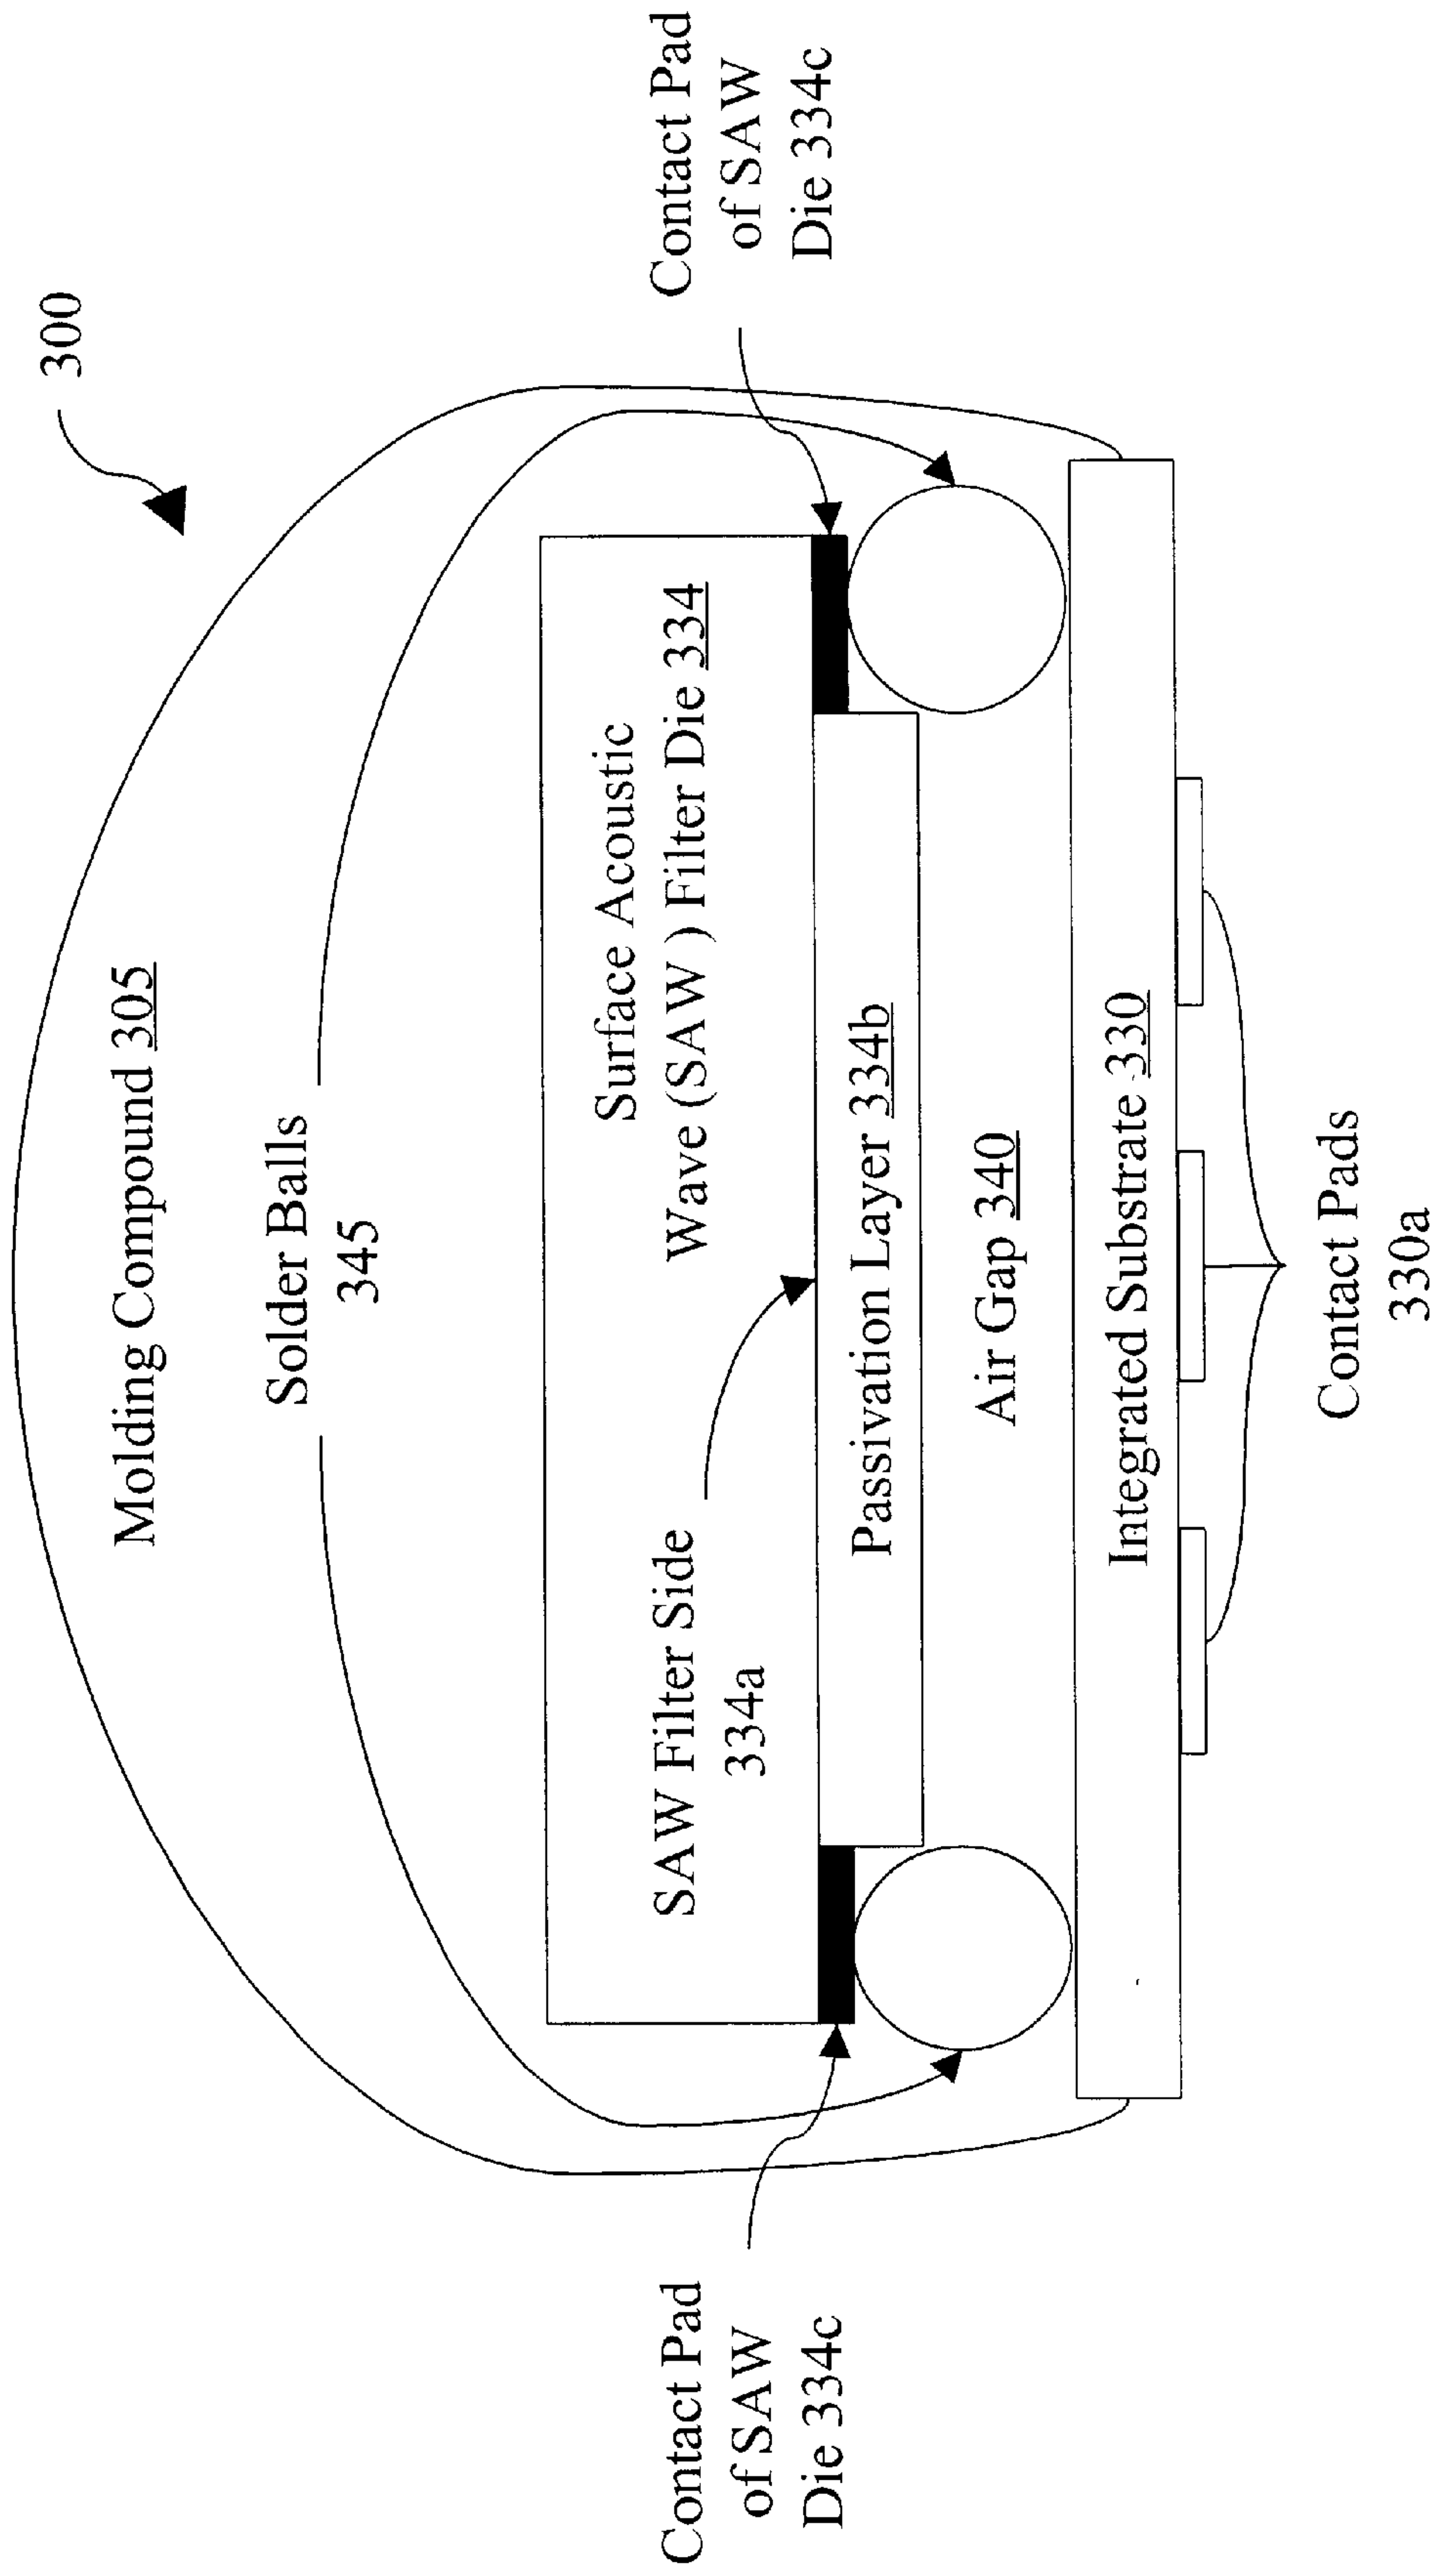 300
Molding Compound 305
Solder Balls
345
Surface Acoustic
Wave (SAW ) Filter Die 334
SAW Filter Side
334a
Contact Pad
of SAW
Die 334c
Contact Pad
of SAW
Die 334c
Passivation Layer 334b
Air Gap 340
Integrated Substrate 330
Contact Pads
330a